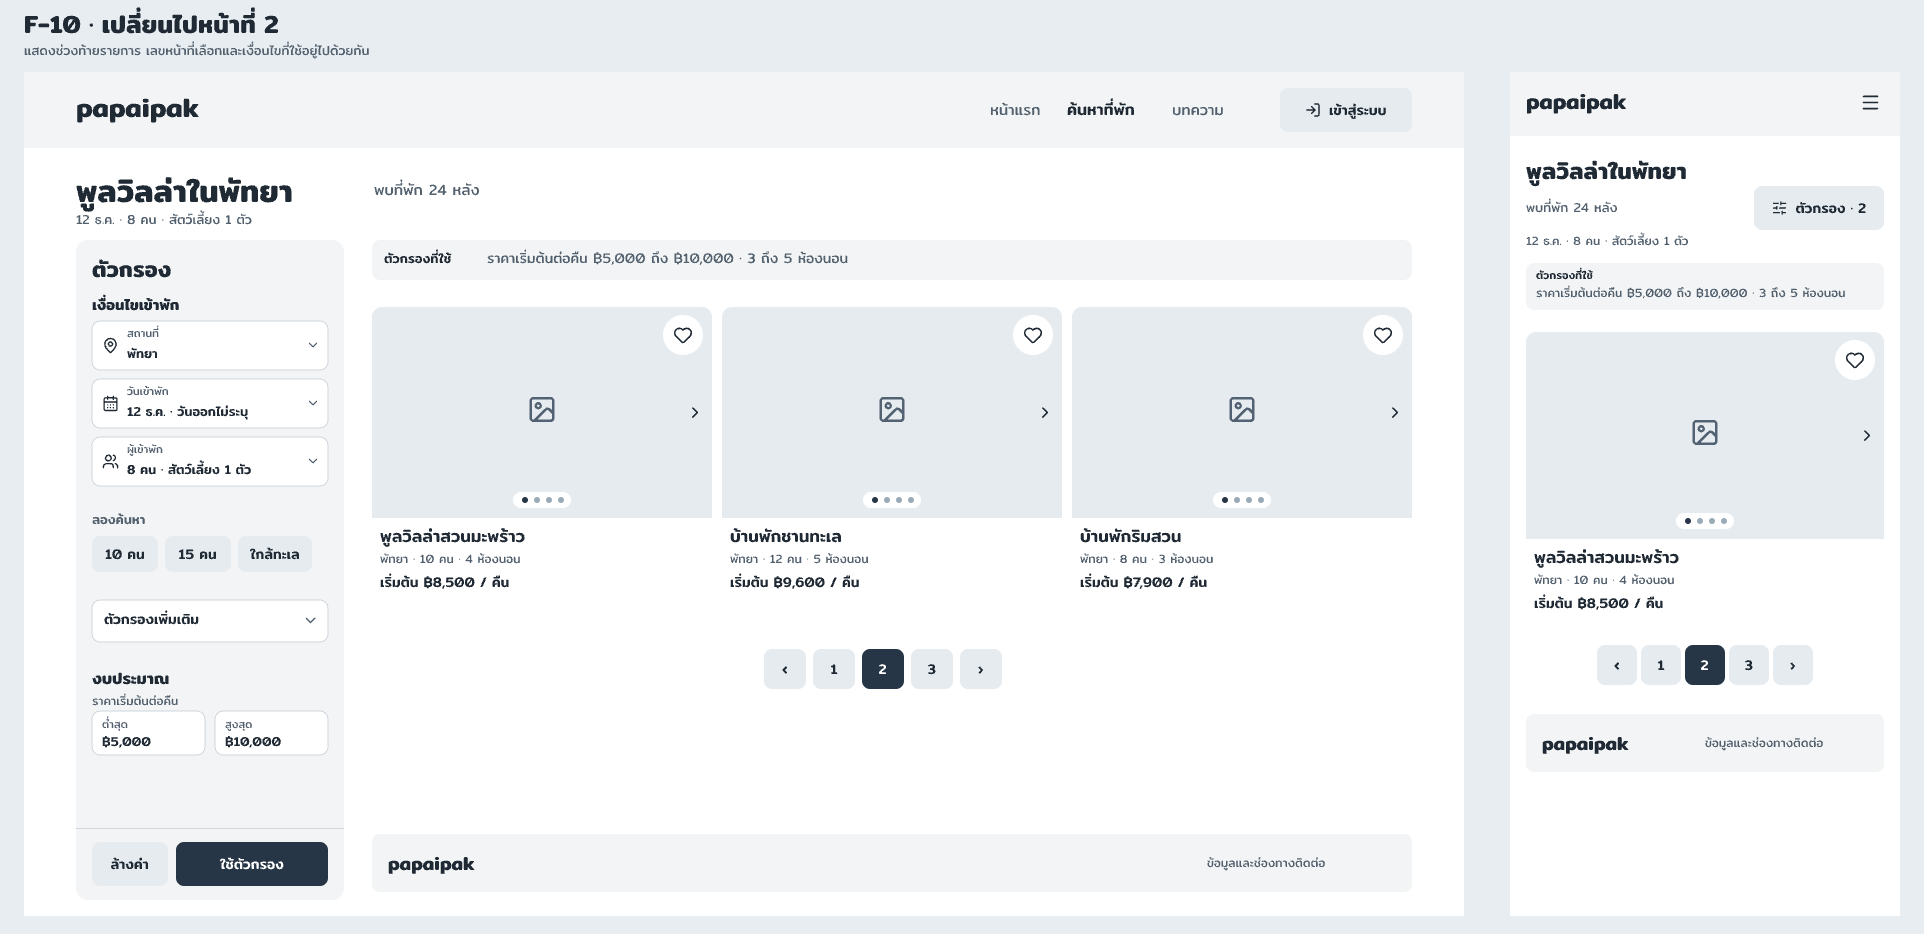 F-10 · เปลี่ยนไปหน้าที่ 2
แสดงช่วงท้ายรายการ เลขหน้าที่เลือกและเงื่อนไขที่ใช้อยู่ไปด้วยกัน
papaipak
หน้าแรก
ค้นหาที่พัก
บทความ
เข้าสู่ระบบ
พูลวิลล่าในพัทยา
12 ธ.ค. · 8 คน · สัตว์เลี้ยง 1 ตัว
พบที่พัก 24 หลัง
ตัวกรอง
เงื่อนไขเข้าพัก
สถานที่
พัทยา
วันเข้าพัก
12 ธ.ค. · วันออกไม่ระบุ
ผู้เข้าพัก
8 คน · สัตว์เลี้ยง 1 ตัว
ลองค้นหา
10 คน
15 คน
ใกล้ทะเล
ตัวกรองเพิ่มเติม
งบประมาณ
ราคาเริ่มต้นต่อคืน
ต่ำสุด
฿5,000
สูงสุด
฿10,000
ล้างค่า
ใช้ตัวกรอง
ตัวกรองที่ใช้
ราคาเริ่มต้นต่อคืน ฿5,000 ถึง ฿10,000 · 3 ถึง 5 ห้องนอน
พูลวิลล่าสวนมะพร้าว
พัทยา · 10 คน · 4 ห้องนอน
เริ่มต้น ฿8,500 / คืน
บ้านพักชานทะเล
พัทยา · 12 คน · 5 ห้องนอน
เริ่มต้น ฿9,600 / คืน
บ้านพักริมสวน
พัทยา · 8 คน · 3 ห้องนอน
เริ่มต้น ฿7,900 / คืน
‹ 1 2 3 ›
papaipak
ข้อมูลและช่องทางติดต่อ
papaipak
พูลวิลล่าในพัทยา
พบที่พัก 24 หลัง
ตัวกรอง · 2
12 ธ.ค. · 8 คน · สัตว์เลี้ยง 1 ตัว
ตัวกรองที่ใช้
ราคาเริ่มต้นต่อคืน ฿5,000 ถึง ฿10,000 · 3 ถึง 5 ห้องนอน
พูลวิลล่าสวนมะพร้าว
พัทยา · 10 คน · 4 ห้องนอน
เริ่มต้น ฿8,500 / คืน
‹ 1 2 3 ›
papaipak
ข้อมูลและช่องทางติดต่อ